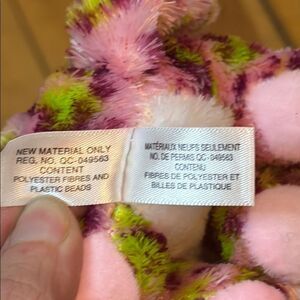 NEW MATERIAL ONLY
REG. NO. QC-049563
CONTENT
POLYESTER FIBRES AND
PLASTIC BEADS
MATÉRIAUX NEUFS SEULEMENT
NO. DE PERMIS QC-049563
CONTENU
FIBRES DE POLYESTER ET
BILLES DE PLASTIQUE